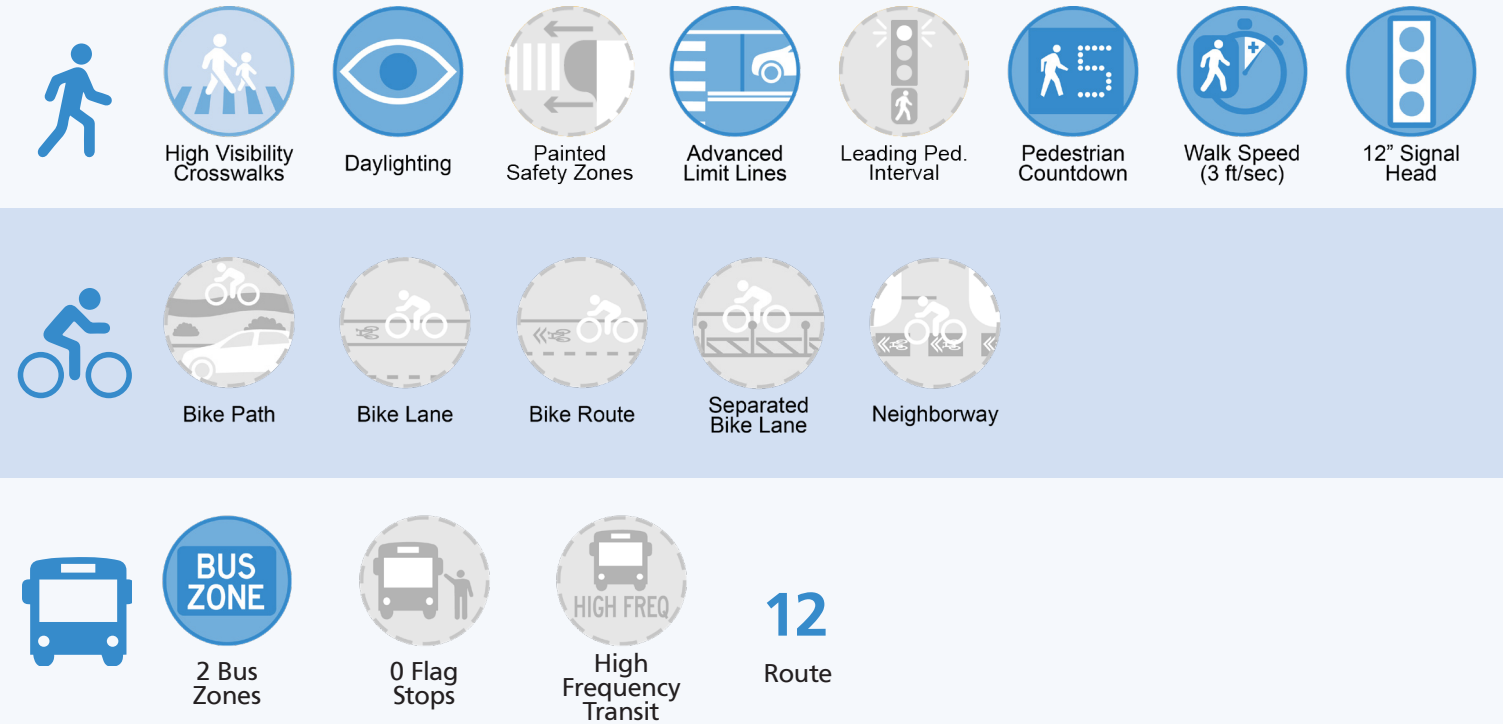 5
High Visibility
Crosswalks
Daylighting
Painted
Safety Zones
Advanced
Limit Lines
Leading Ped.
Interval
Pedestrian
Countdown
Walk Speed
(3 ft/sec)
12” Signal
Head
Bike Path
Bike Lane
Bike Route
Separated
Bike Lane
Neighborway
BUS
ZONE
2 Bus
Zones
0 Flag
Stops
HIGH FREQ
High
Frequency
Transit
12
Route